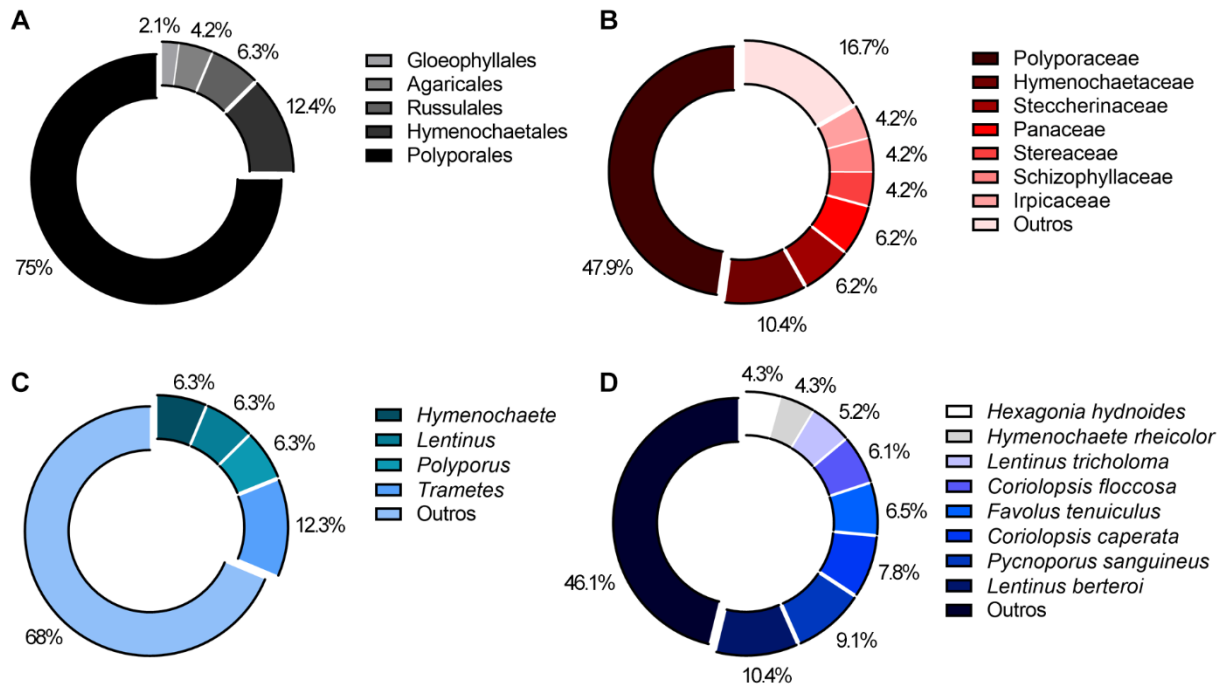 A
2.1%
4.2%
6.3%
12.4%
75%
Gloeophyllales
Agaricales
Russulales
Hymenochaetales
Polyporales
B
16.7%
4.2%
4.2%
4.2%
6.2%
6.2%
10.4%
47.9%
Polyporaceae
Hymenochaetaceae
Steccherinaceae
Panaceae
Stereaceae
Schizophyllaceae
Irpicaceae
Outros
C
6.3%
6.3%
6.3%
12.3%
68%
Hymenochaete
Lentinus
Polyporus
Trametes
Outros
D
4.3%
4.3%
5.2%
6.1%
6.5%
7.8%
9.1%
10.4%
46.1%
Hexagonia hydnoides
Hymenochaete rheicolor
Lentinus tricholoma
Coriolopsis floccosa
Favolus tenuiculus
Coriolopsis caperata
Pycnoporus sanguineus
Lentinus berteroi
Outros